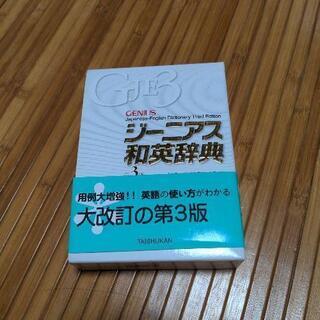 GJE3
GENIUS
Japanese-English Dictionary Third Edition
ジーニアス
和英辞典
3
用例大増強!! 英語の使い方がわかる
大改訂の第3版
TAISHUKAN